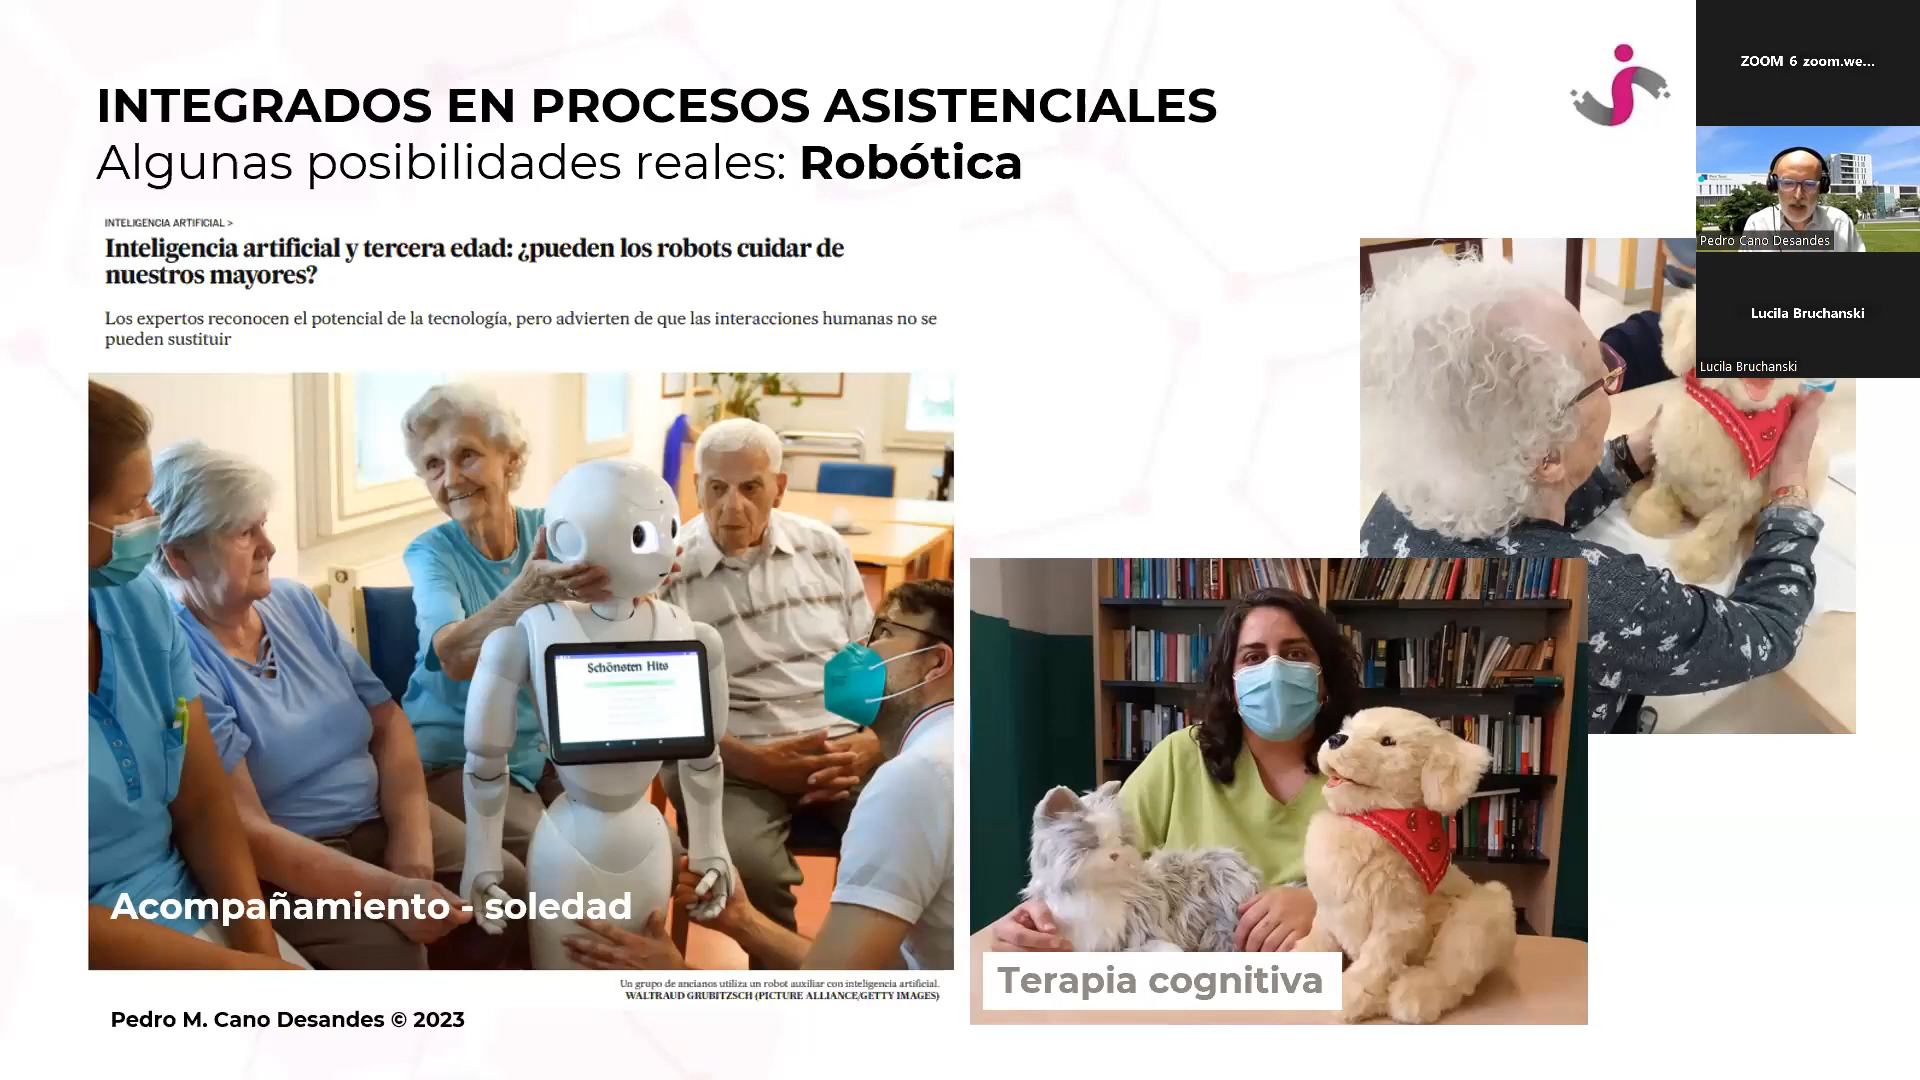 INTEGRADOS EN PROCESOS ASISTENCIALES
Algunas posibilidades reales: Robótica
INTELIGENCIA ARTIFICIAL >
Inteligencia artificial y tercera edad: ¿pueden los robots cuidar de
nuestros mayores?
Los expertos reconocen el potencial de la tecnología, pero advierten de que las interacciones humanas no se
pueden sustituir
Schönsten Hits
Acompañamiento - soledad
Un grupo de ancianos utiliza un robot auxiliar con inteligencia artificial.
WALTRAUD GRUBITZSCH (PICTURE ALLIANCE/GETTY IMAGES)
Pedro M. Cano Desandes © 2023
Terapia cognitiva
ZOOM 6 zoom.we...
Pedro Cano Desandes
Lucila Bruchanski
Lucila Bruchanski